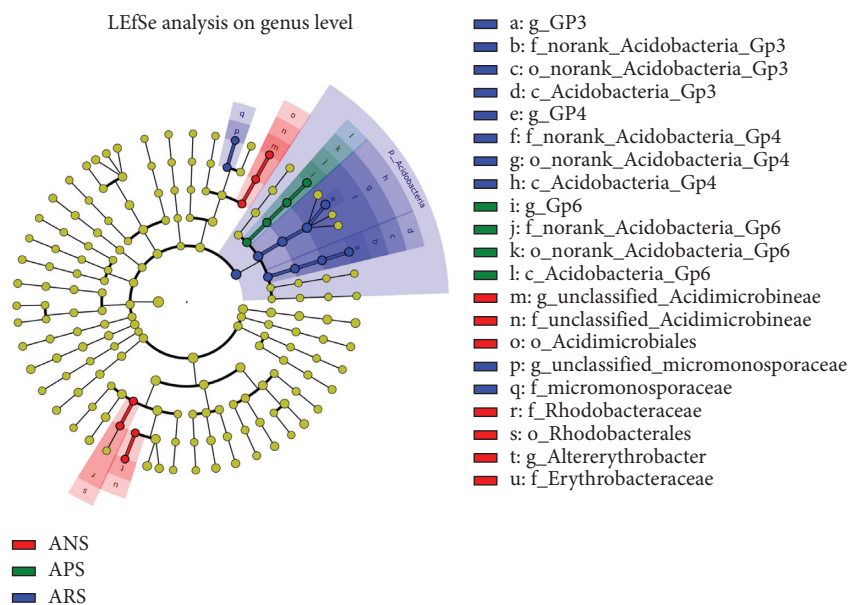 LEfSe analysis on genus level
q
p
o
n
m
l
k
j
i
h
g
f
e
p__Acidobacteria
d
c
b
a
s
r
u
t
ANS
APS
ARS
a: g_GP3
b: f_norank_Acidobacteria_Gp3
c: o_norank_Acidobacteria_Gp3
d: c_Acidobacteria_Gp3
e: g_GP4
f: f_norank_Acidobacteria_Gp4
g: o_norank_Acidobacteria_Gp4
h: c_Acidobacteria_Gp4
i: g_Gp6
j: f_norank_Acidobacteria_Gp6
k: o_norank_Acidobacteria_Gp6
l: c_Acidobacteria_Gp6
m: g_unclassified_Acidimicrobineae
n: f_unclassified_Acidimicrobineae
o: o_Acidimicrobiales
p: g_unclassified_micromonosporaceae
q: f_micromonosporaceae
r: f_Rhodobacteraceae
s: o_Rhodobacterales
t: g_Altererythrobacter
u: f_Erythrobacteraceae